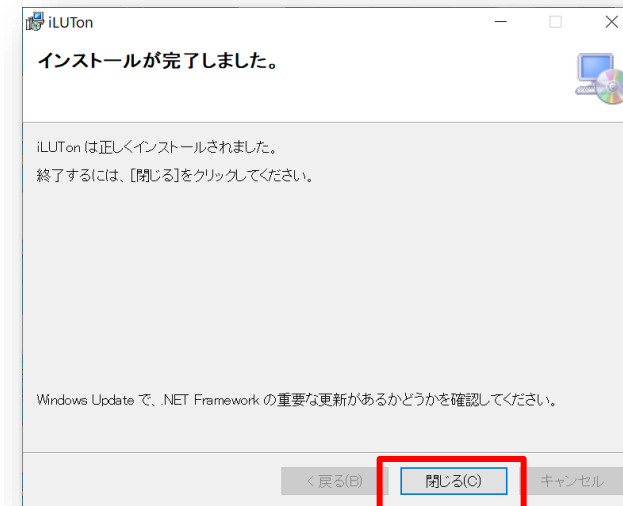 iLUTon
インストールが完了しました。
iLUTon は正しくインストールされました。
終了するには、[閉じる]をクリックしてください。
Windows Update で、.NET Framework の重要な更新があるかどうかを確認してください。
< 戻る(B)
閉じる(C)
キャンセル